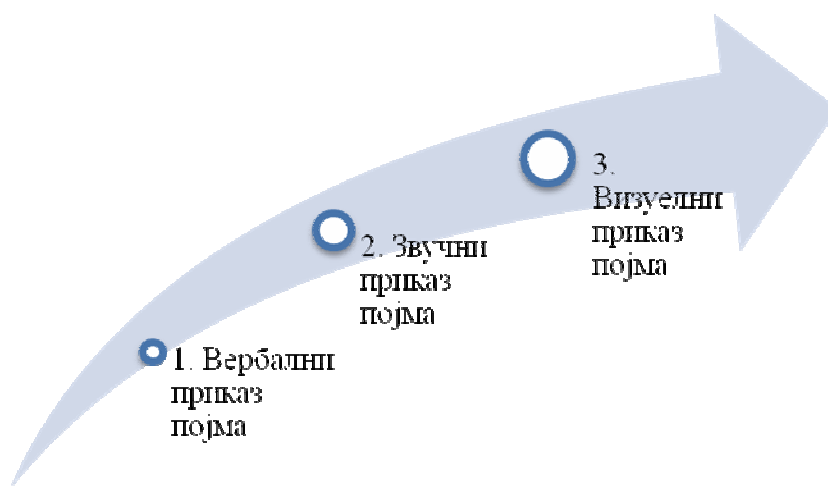 1. Вербални
приказ
појма
2. Звучни
приказ
појма
3.
Визуелни
приказ
појма